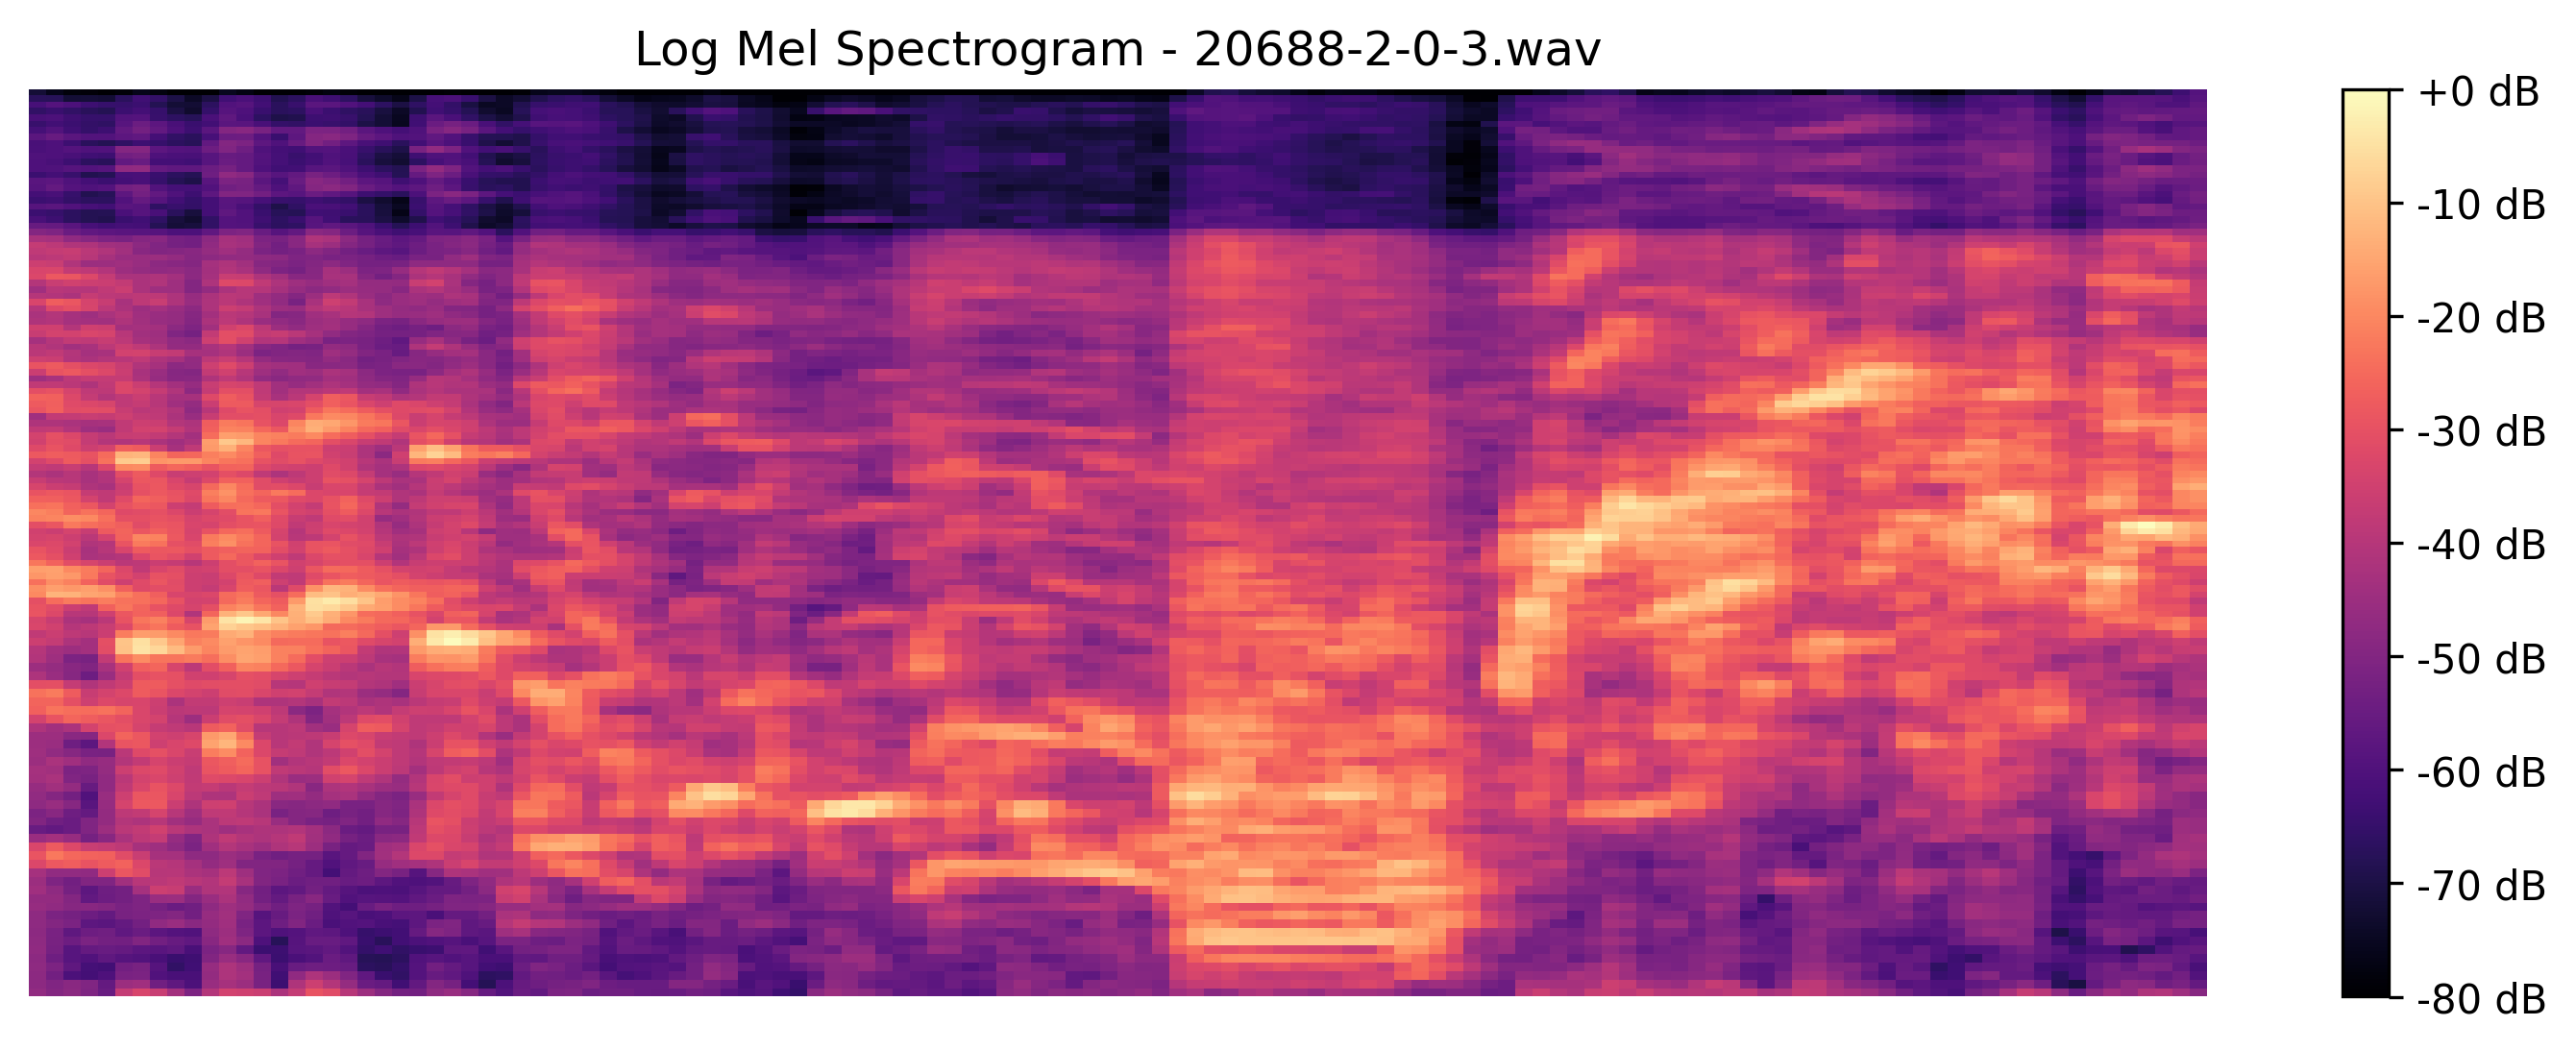 Log Mel Spectrogram - 20688-2-0-3.wav
+0 dB
-10 dB
-20 dB
-30 dB
-40 dB
-50 dB
-60 dB
-70 dB
-80 dB